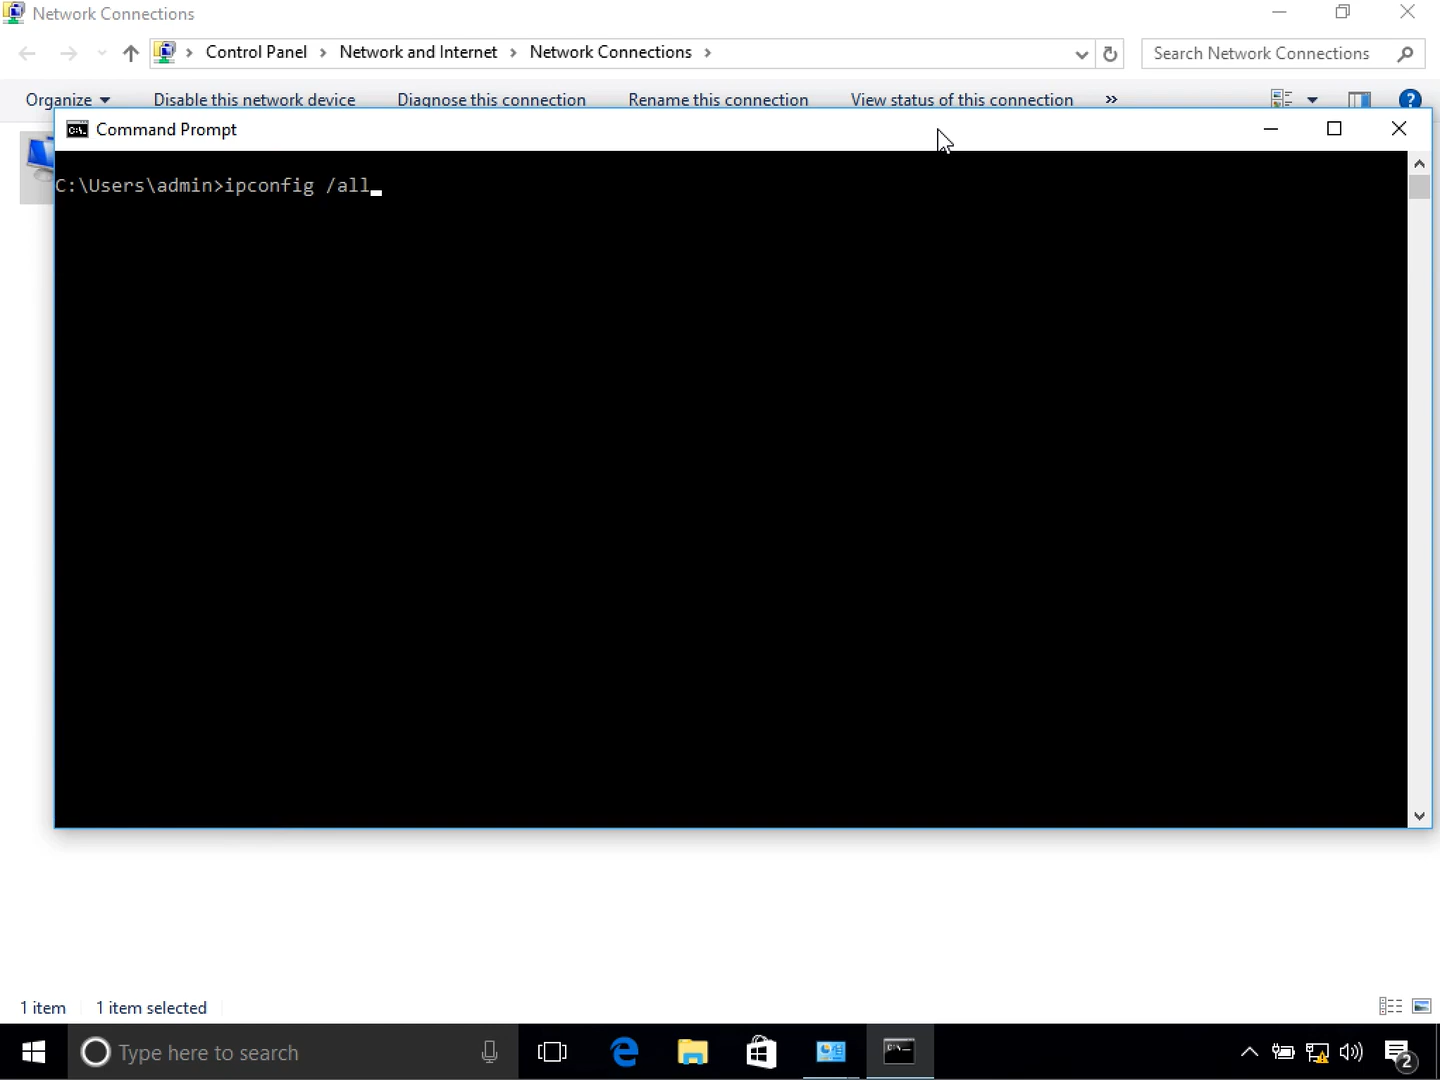 Network Connections
Control Panel > Network and Internet > Network Connections >
Search Network Connections
Organize Disable this network device Diagnose this connection Rename this connection View status of this connection »
Command Prompt
C:\Users\admin>ipconfig /all
1 item 1 item selected
Type here to search
2